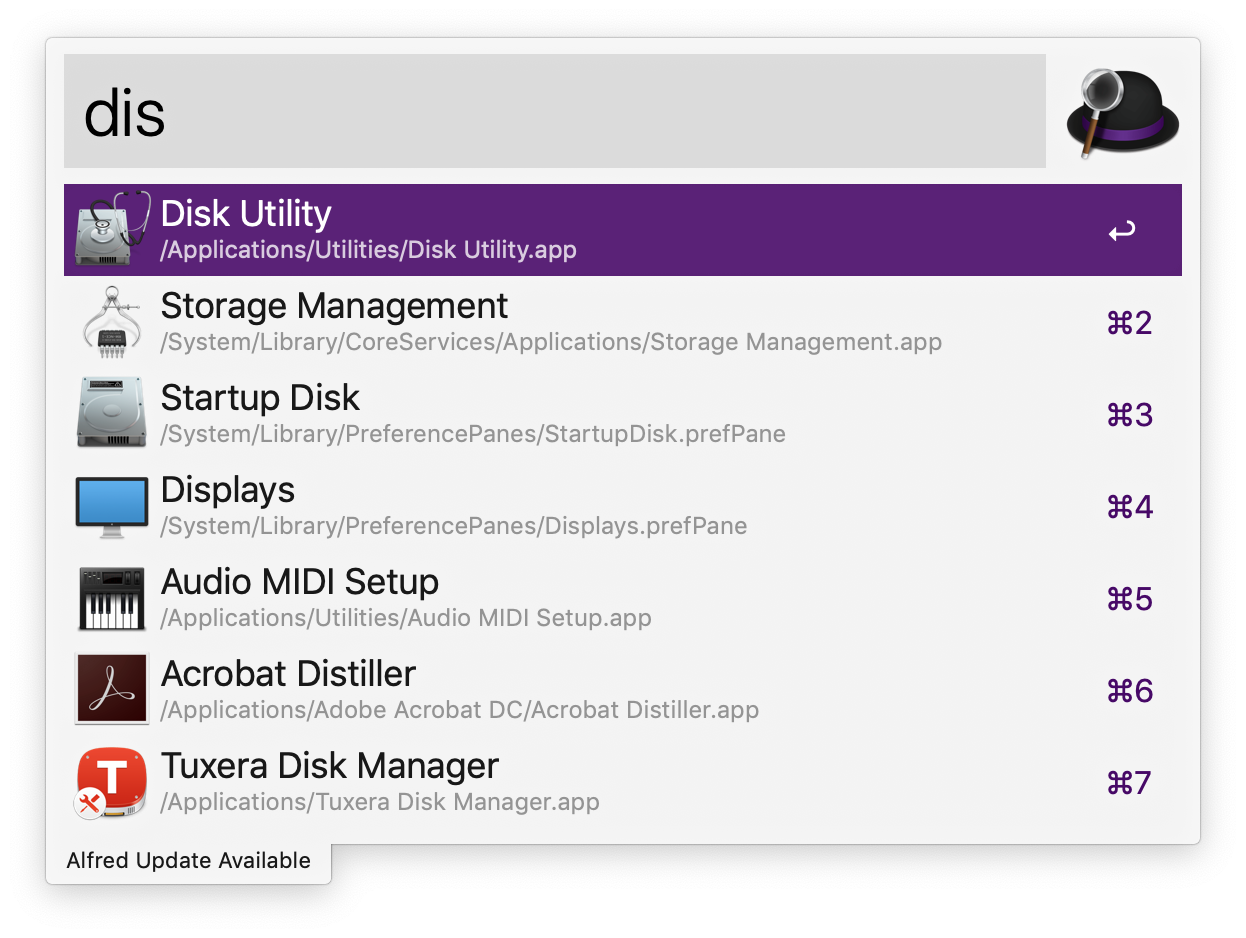 dis
Disk Utility
/Applications/Utilities/Disk Utility.app
↩
Storage Management
/System/Library/CoreServices/Applications/Storage Management.app
⌘2
Startup Disk
/System/Library/PreferencePanes/StartupDisk.prefPane
⌘3
Displays
/System/Library/PreferencePanes/Displays.prefPane
⌘4
Audio MIDI Setup
/Applications/Utilities/Audio MIDI Setup.app
⌘5
Acrobat Distiller
/Applications/Adobe Acrobat DC/Acrobat Distiller.app
⌘6
T
Tuxera Disk Manager
/Applications/Tuxera Disk Manager.app
⌘7
Alfred Update Available